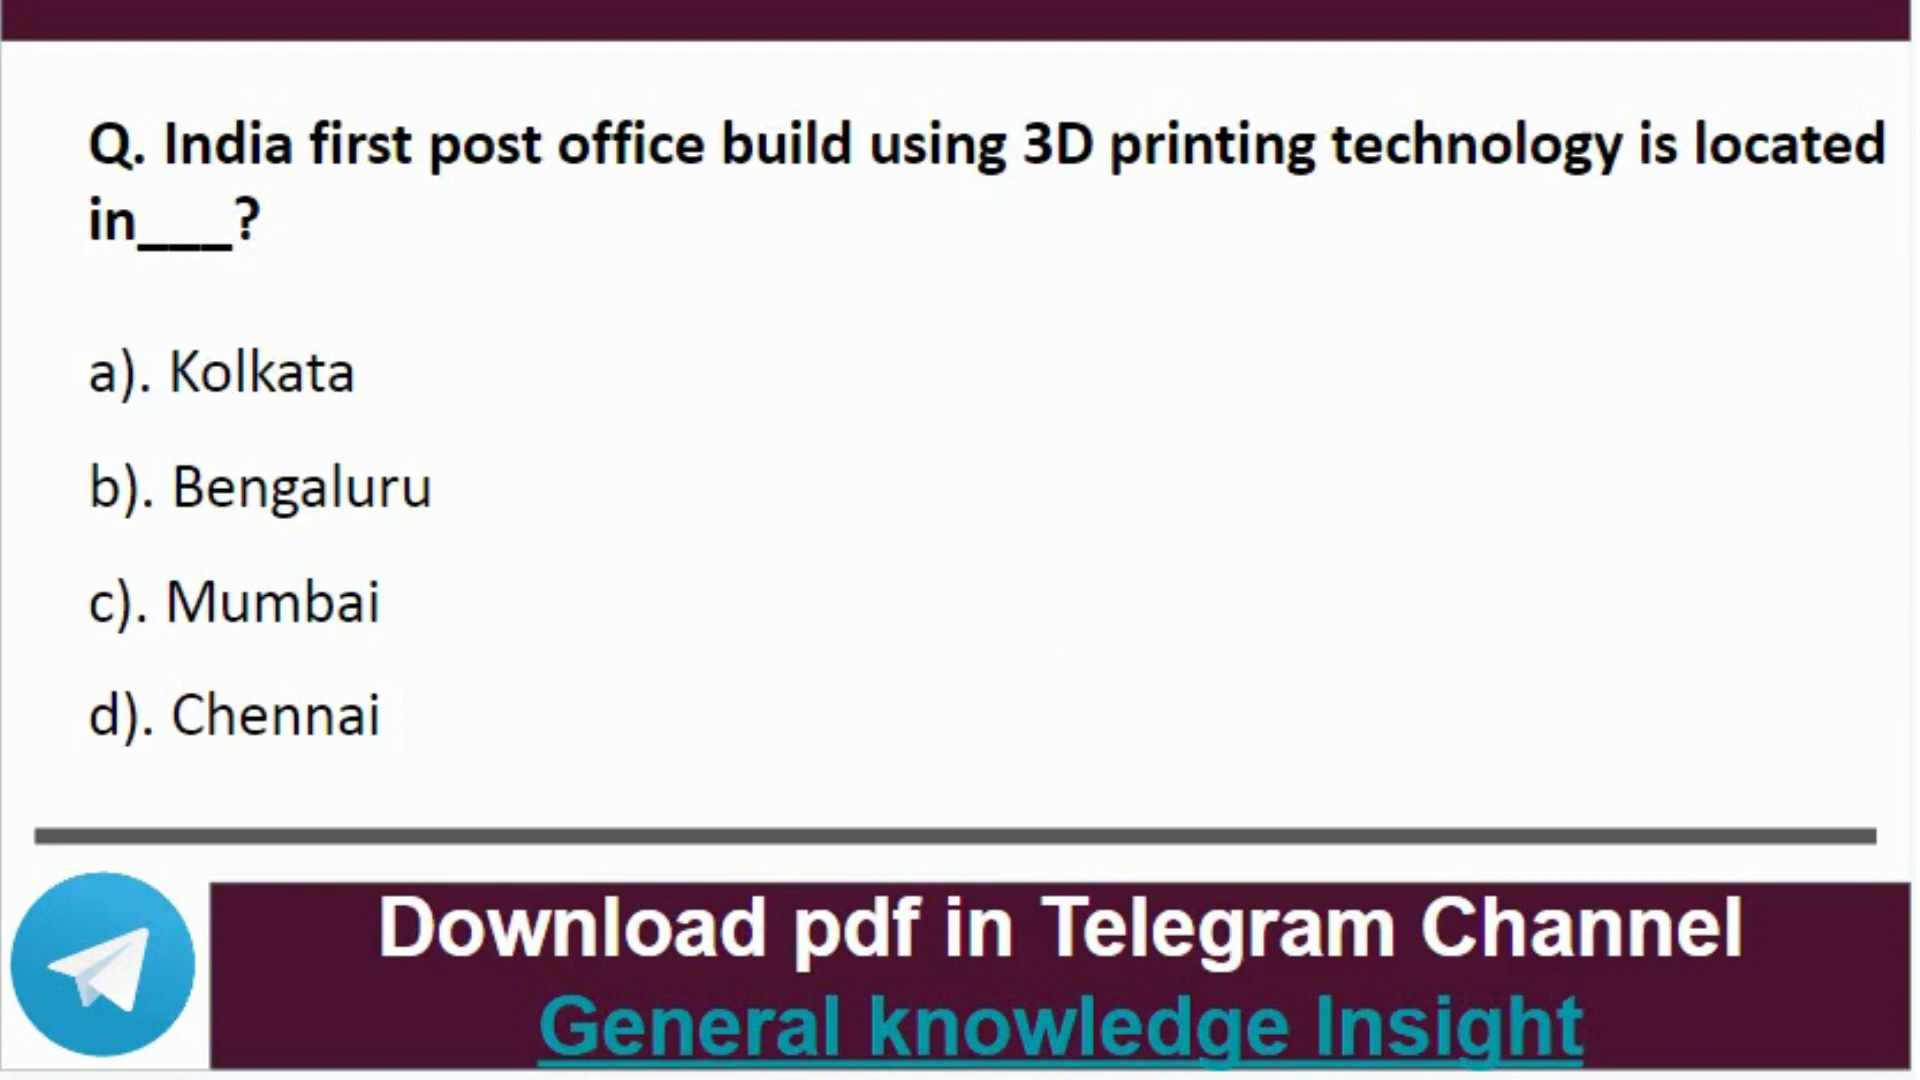 Q. India first post office build using 3D printing technology is located
in___?
a). Kolkata
b). Bengaluru
c). Mumbai
d). Chennai
Download pdf in Telegram Channel
General knowledge Insight